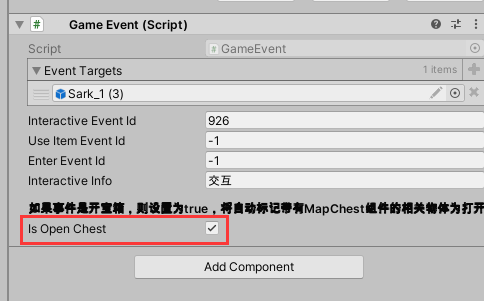 Game Event (Script)
Script
GameEvent
Event Targets
1 items
Sark_1 (3)
Interactive Event Id
926
Use Item Event Id
-1
Enter Event Id
-1
Interactive Info
交互
如果事件是开宝箱，则设置为true，将自动标记带有MapChest组件的相关物体为打开
Is Open Chest
Add Component